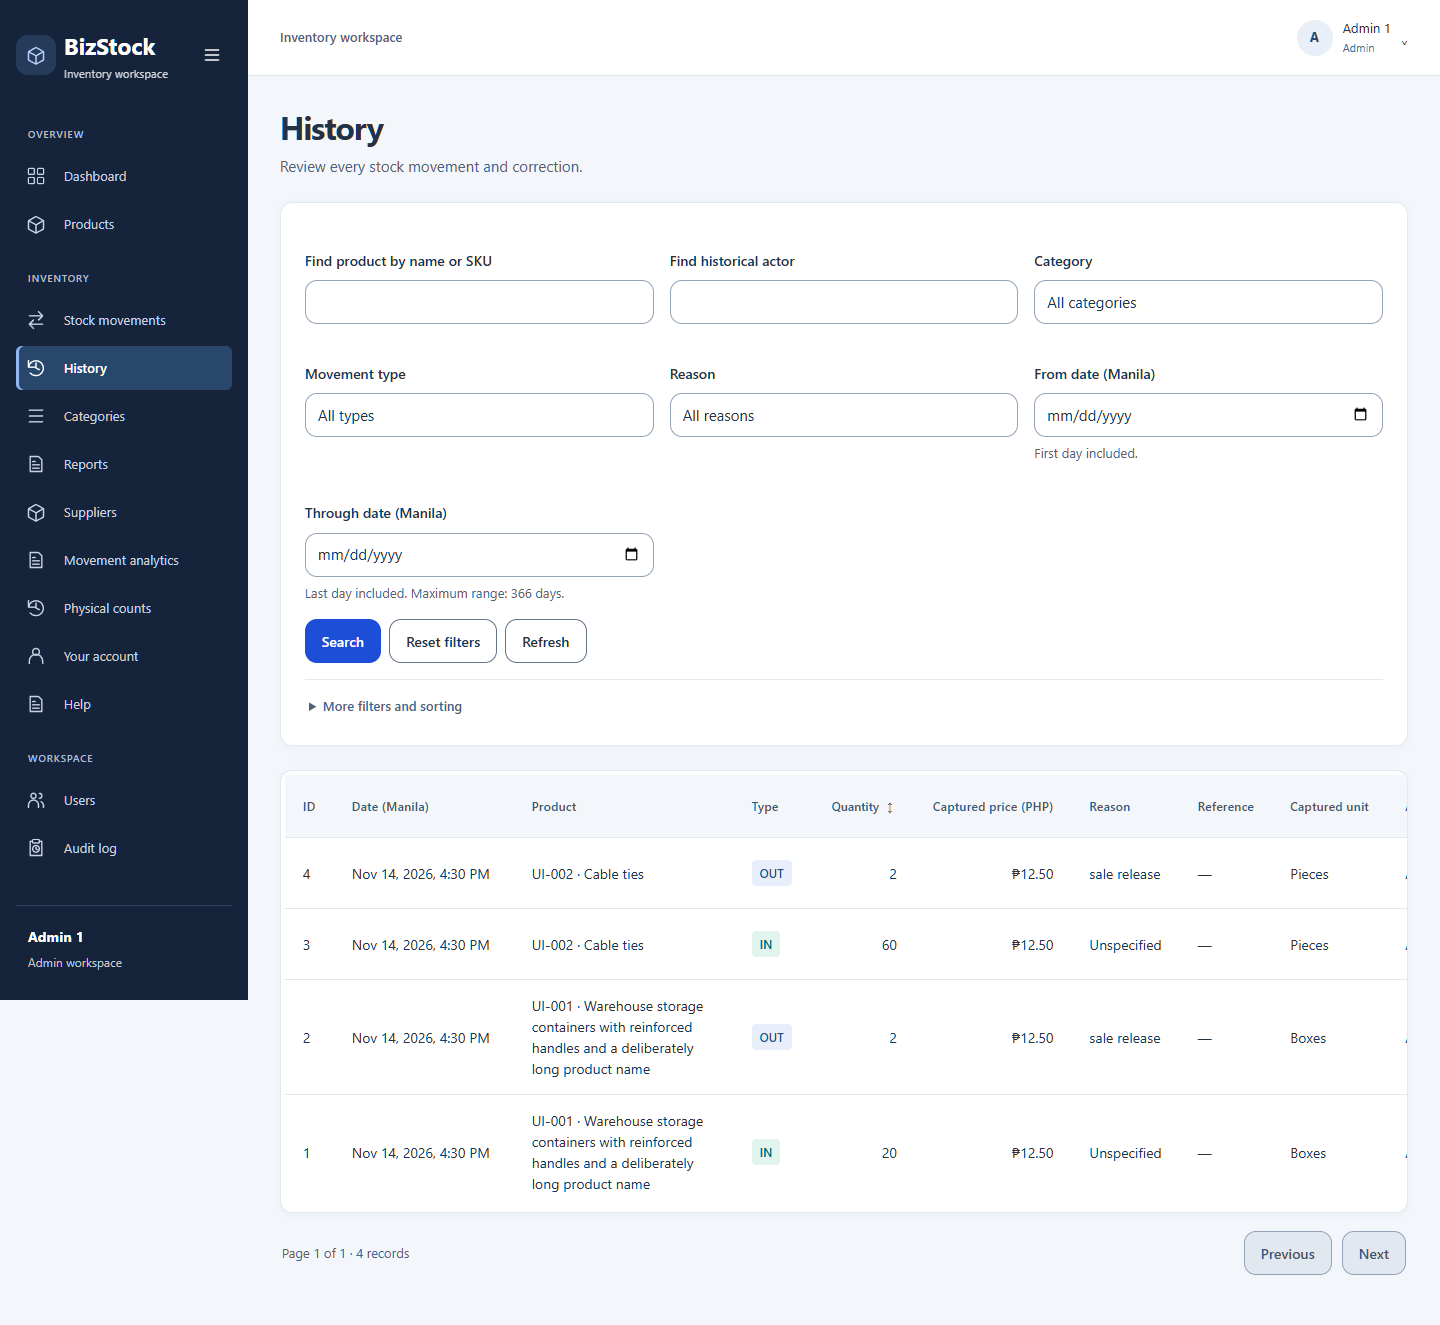 BizStock
Inventory workspace
OVERVIEW
Dashboard
Products
INVENTORY
Stock movements
History
Categories
Reports
Suppliers
Movement analytics
Physical counts
Your account
Help
WORKSPACE
Users
Audit log
Admin 1
Admin workspace
Inventory workspace
A
Admin 1
Admin
History
Review every stock movement and correction.
Find product by name or SKU
Find historical actor
Category
All categories
Movement type
Reason
From date (Manila)
All types
All reasons
mm/dd/yyyy
First day included.
Through date (Manila)
mm/dd/yyyy
Last day included. Maximum range: 366 days.
Search Reset filters Refresh
More filters and sorting
ID Date (Manila) Product Type Quantity Captured price (PHP) Reason Reference Captured unit
4 Nov 14, 2026, 4:30 PM UI-002 · Cable ties OUT 2 ₱12.50 sale release — Pieces
3 Nov 14, 2026, 4:30 PM UI-002 · Cable ties IN 60 ₱12.50 Unspecified — Pieces
2 Nov 14, 2026, 4:30 PM UI-001 · Warehouse storage
containers with reinforced
handles and a deliberately
long product name OUT 2 ₱12.50 sale release — Boxes
1 Nov 14, 2026, 4:30 PM UI-001 · Warehouse storage
containers with reinforced
handles and a deliberately
long product name IN 20 ₱12.50 Unspecified — Boxes
Page 1 of 1 · 4 records
Previous Next